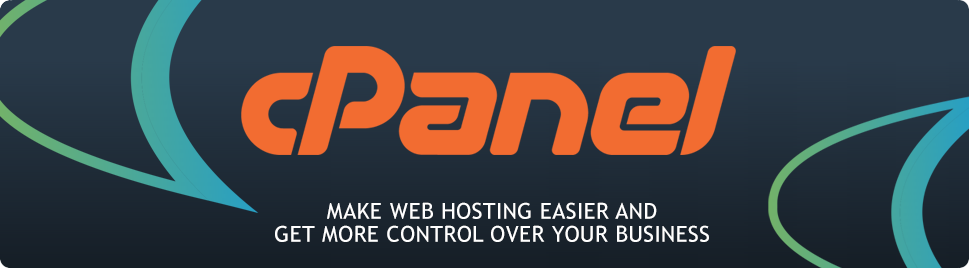 cPanel
MAKE WEB HOSTING EASIER AND
GET MORE CONTROL OVER YOUR BUSINESS